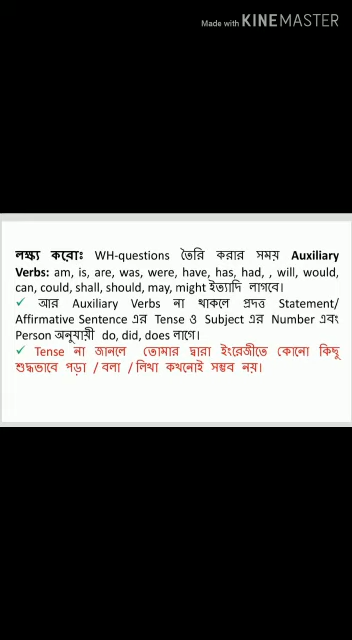 Made with KINEMASTER
লক্ষ্য করোঃ WH-questions তৈরি করার সময় Auxiliary
Verbs: am, is, are, was, were, have, has, had, , will, would,
can, could, shall, should, may, might ইত্যাদি লাগবে।
✓ আর Auxiliary Verbs না থাকলে প্রদত্ত Statement/
Affirmative Sentence এর Tense ও Subject এর Number এবং
Person অনুযায়ী do, did, does লাগে।
✓ Tense না জানলে তোমার দ্বারা ইংরেজীতে কোনো কিছু
শুদ্ধভাবে পড়া / বলা / লিখা কখনোই সম্ভব নয়।